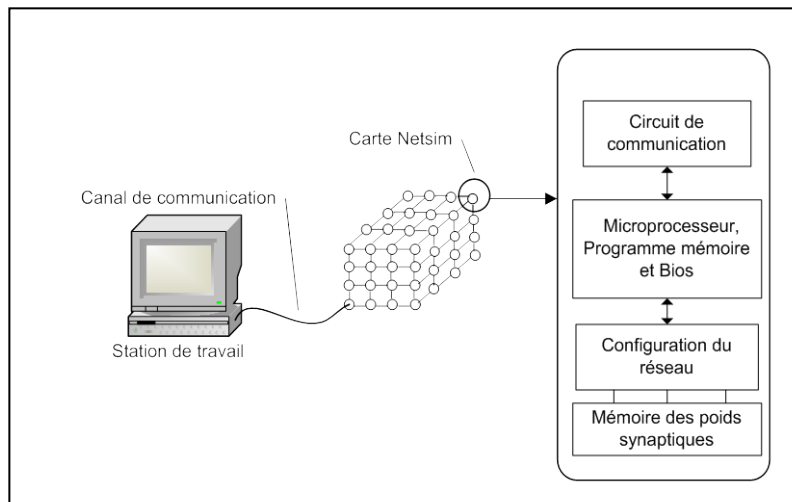 Carte Netsim
Canal de communication
Station de travail
Circuit de
communication
Microprocesseur,
Programme mémoire
et Bios
Configuration du
réseau
Mémoire des poids
synaptiques